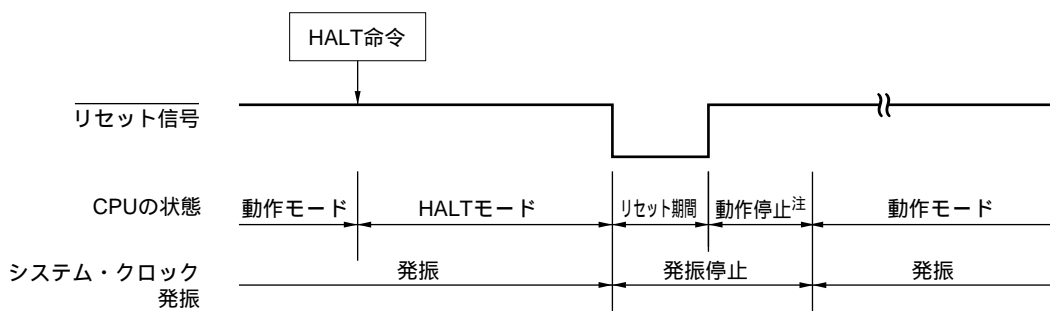 HALT命令
リセット信号
CPUの状態
動作モード
HALTモード
リセット期間
動作停止注
動作モード
システム・クロック
発振
発振
発振停止
発振